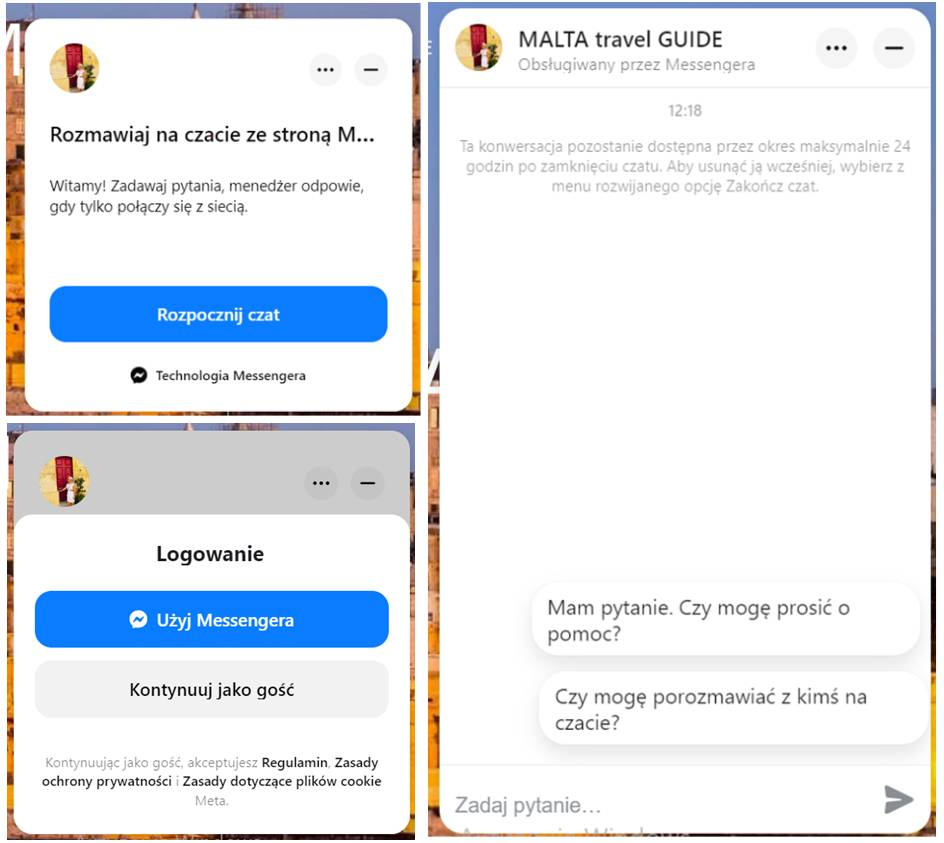 Rozmawiaj na czacie ze stroną M...
Witamy! Zadawaj pytania, menedżer odpowie,
gdy tylko połączy się z siecią.
Rozpocznij czat
Technologia Messengera
Logowanie
Użyj Messengera
Kontynuuj jako gość
Kontynuując jako gość, akceptujesz Regulamin, Zasady
ochrony prywatności i Zasady dotyczące plików cookie
Meta.
MALTA travel GUIDE
Obsługiwany przez Messengera
12:18
Ta konwersacja pozostanie dostępna przez okres maksymalnie 24
godzin po zamknięciu czatu. Aby usunąć ją wcześniej, wybierz z
menu rozwijanego opcję Zakończ czat.
Mam pytanie. Czy mogę prosić o
pomoc?
Czy mogę porozmawiać z kimś na
czacie?
Zadaj pytanie...